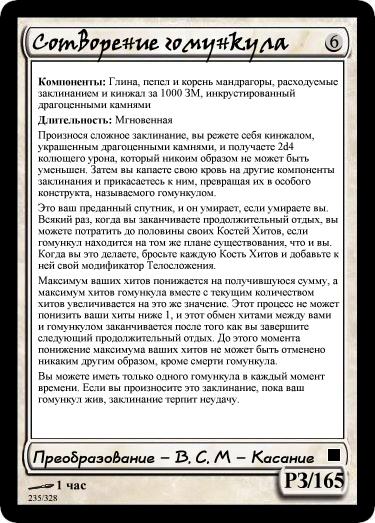 Сотворение гомункула
6
Компоненты: Глина, пепел и корень мандрагоры, расходуемые
заклинанием и кинжал за 1000 ЗМ, инкрустированный
драгоценными камнями
Длительность: Мгновенная
Произнося сложное заклинание, вы режете себя кинжалом,
украшенным драгоценными камнями, и получаете 2d4
колющего урона, который никоим образом не может быть
уменьшен. Затем вы капаете свою кровь на другие компоненты
заклинания и прикасаетесь к ним, превращая их в особого
конструкта, называемого гомункулом.
Это ваш преданный спутник, и он умирает, если умираете вы.
Всякий раз, когда вы заканчиваете продолжительный отдых, вы
можете потратить до половины своих Костей Хитов, если
гомункул находится на том же плане существования, что и вы.
Когда вы это делаете, бросьте каждую Кость Хитов и добавьте к
ней свой модификатор Телосложения.
Максимум ваших хитов понижается на получившуюся сумму, а
максимум хитов гомункула вместе с текущим количеством
хитов увеличивается на это же значение. Этот процесс не может
понизить ваши хиты ниже 1, и этот обмен хитами между вами
и гомункулом заканчивается после того как вы завершите
следующий продолжительный отдых. До этого момента
понижение максимума ваших хитов не может быть отменено
никаким другим образом, кроме смерти гомункула.
Вы можете иметь только одного гомункула в каждый момент
времени. Если вы произносите это заклинание, пока ваш
гомункул жив, заклинание терпит неудачу.
Преобразование – В, С, М – Касание
1 час
P3/165
235/328